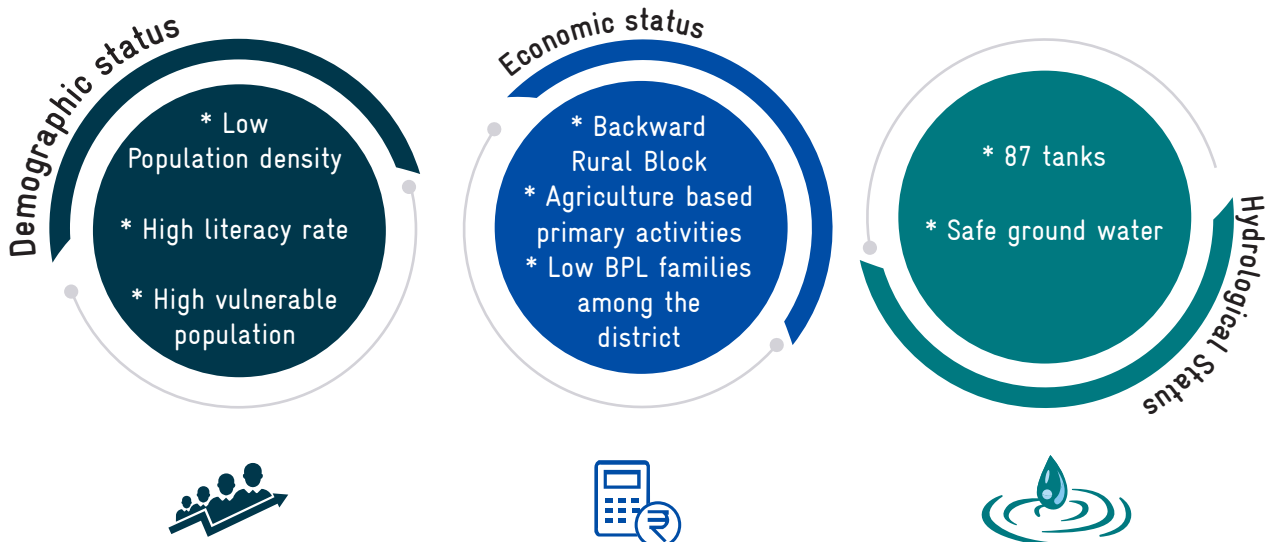 Demographic status
* Low
Population density
* High literacy rate
* High vulnerable
population
Economic status
* Backward
Rural Block
* Agriculture based
primary activities
* Low BPL families
among the
district
Hydrological Status
* 87 tanks
* Safe ground water
₹